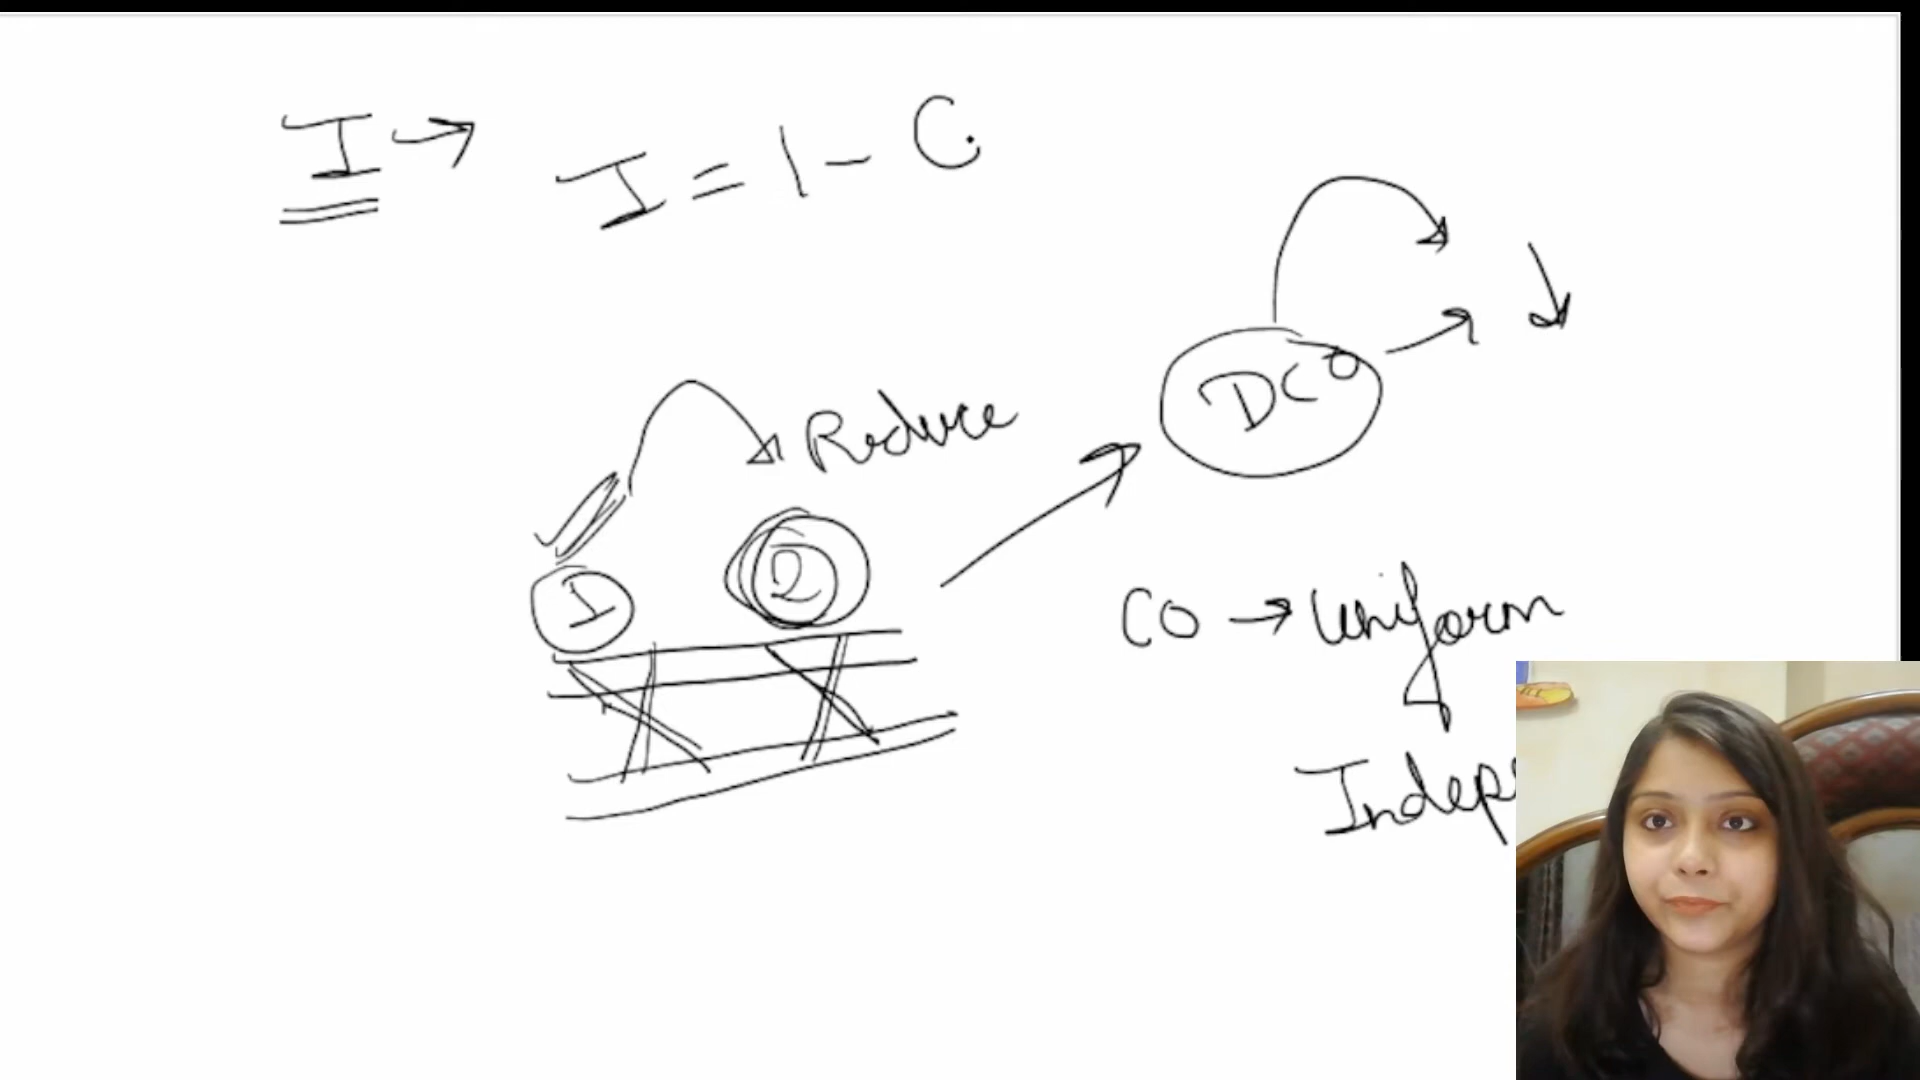 I → I = 1 - C.
DCO → ↓
Reduce
1 2
CO → Uniform
Indep